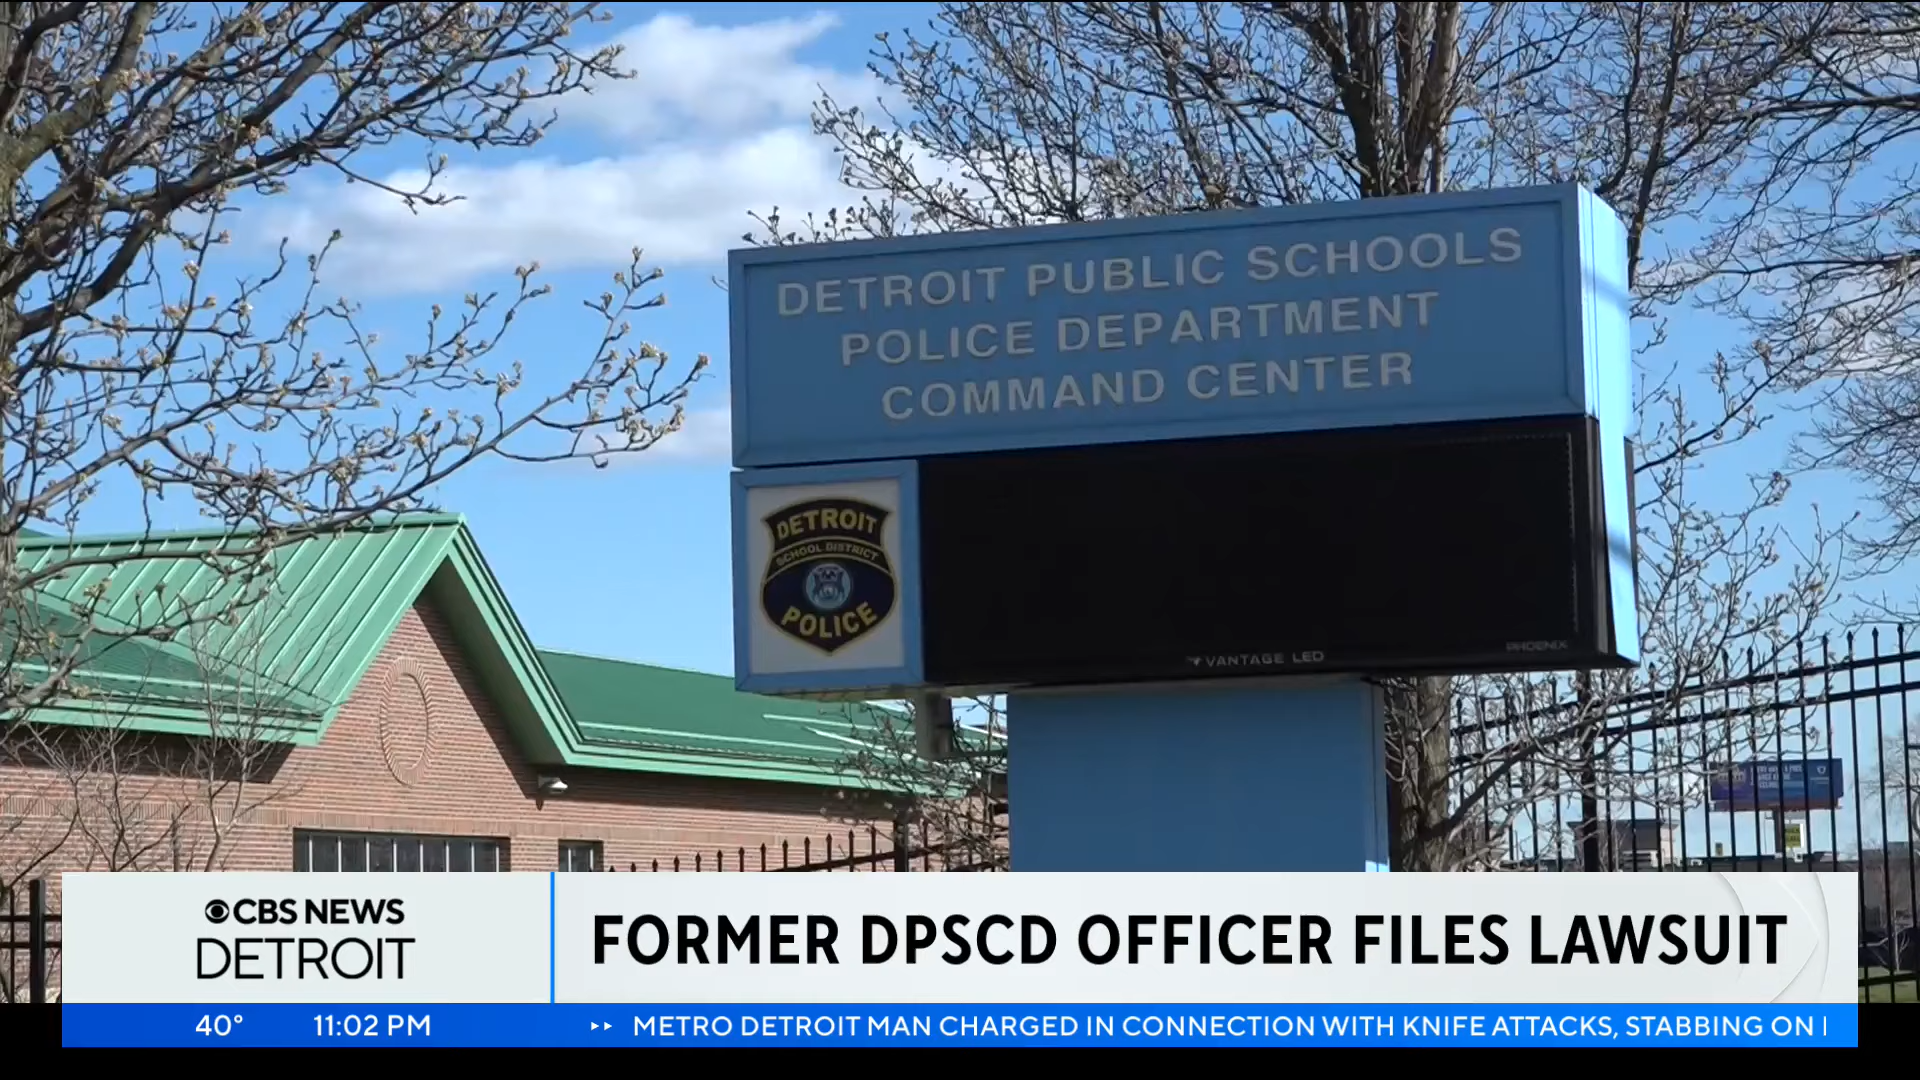 DETROIT PUBLIC SCHOOLS
POLICE DEPARTMENT
COMMAND CENTER
DETROIT
SCHOOL DISTRICT
POLICE
VANTAGE LED
PHOENIX
CBS NEWS
DETROIT
FORMER DPSCD OFFICER FILES LAWSUIT
40° 11:02 PM METRO DETROIT MAN CHARGED IN CONNECTION WITH KNIFE ATTACKS, STABBING ON